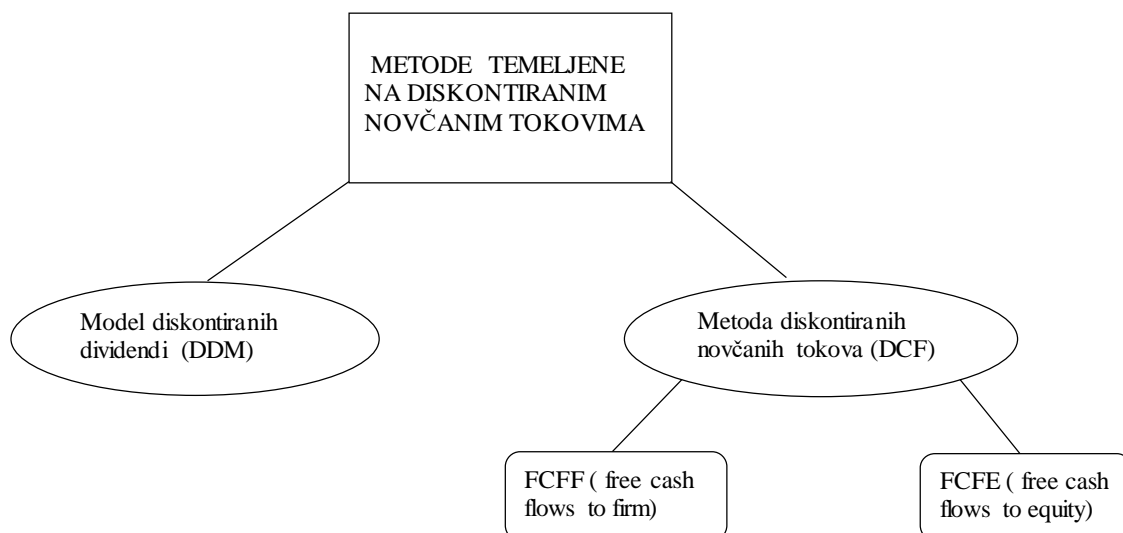 METODE TEMELJENE
NA DISKONTIRANIM
NOVČANIM TOKOVIMA
Model diskontiranih
dividendi (DDM)
Metoda diskontiranih
novčanih tokova (DCF)
FCFF ( free cash
flows to firm)
FCFE ( free cash
flows to equity)